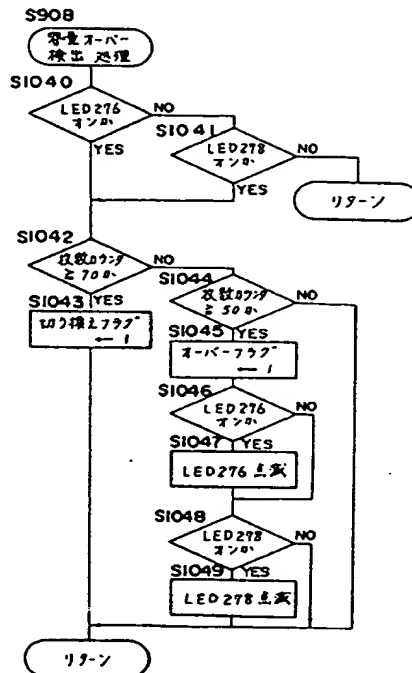 S908
容量オーバー
検出 処理
S1040
LED276
オンか
NO
YES
S1041
LED278
オンか
NO
YES
リターン
S1042
枚数カウンタ
≧70か
NO
YES
S1043
切り換えフラグ
←1
S1044
枚数カウンタ
≧50か
NO
YES
S1045
オーバーフラグ
←1
S1046
LED276
オンか
NO
YES
S1047
LED276 点滅
S1048
LED278
オンか
NO
YES
S1049
LED278 点滅
リターン